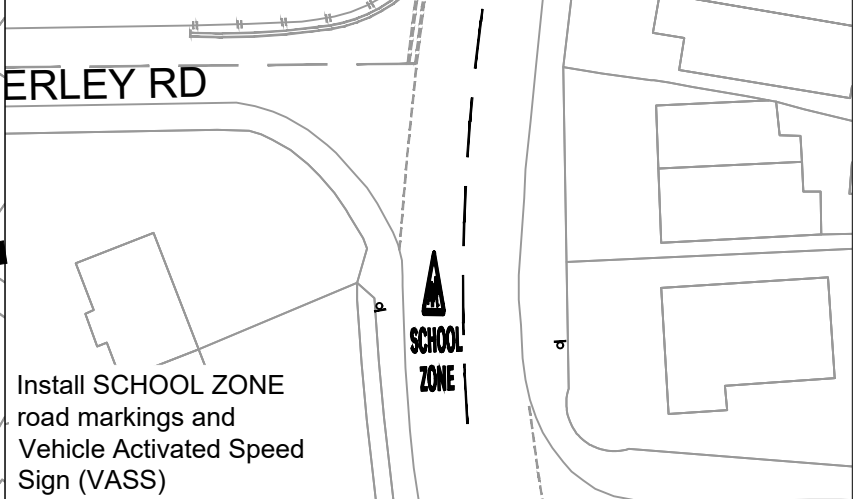 ERLEY RD
SCHOOL
ZONE
Install SCHOOL ZONE
road markings and
Vehicle Activated Speed
Sign (VASS)